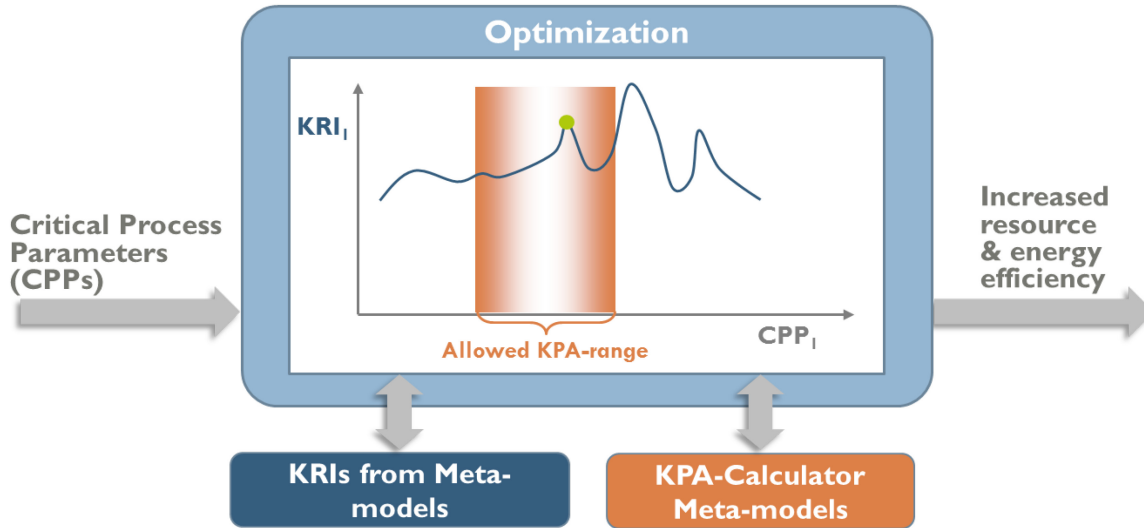 Optimization
KRI1
Critical Process
Parameters
(CPPs)
Increased
resource
& energy
efficiency
Allowed KPA-range
CPP1
KRIs from Meta-
models
KPA-Calculator
Meta-models